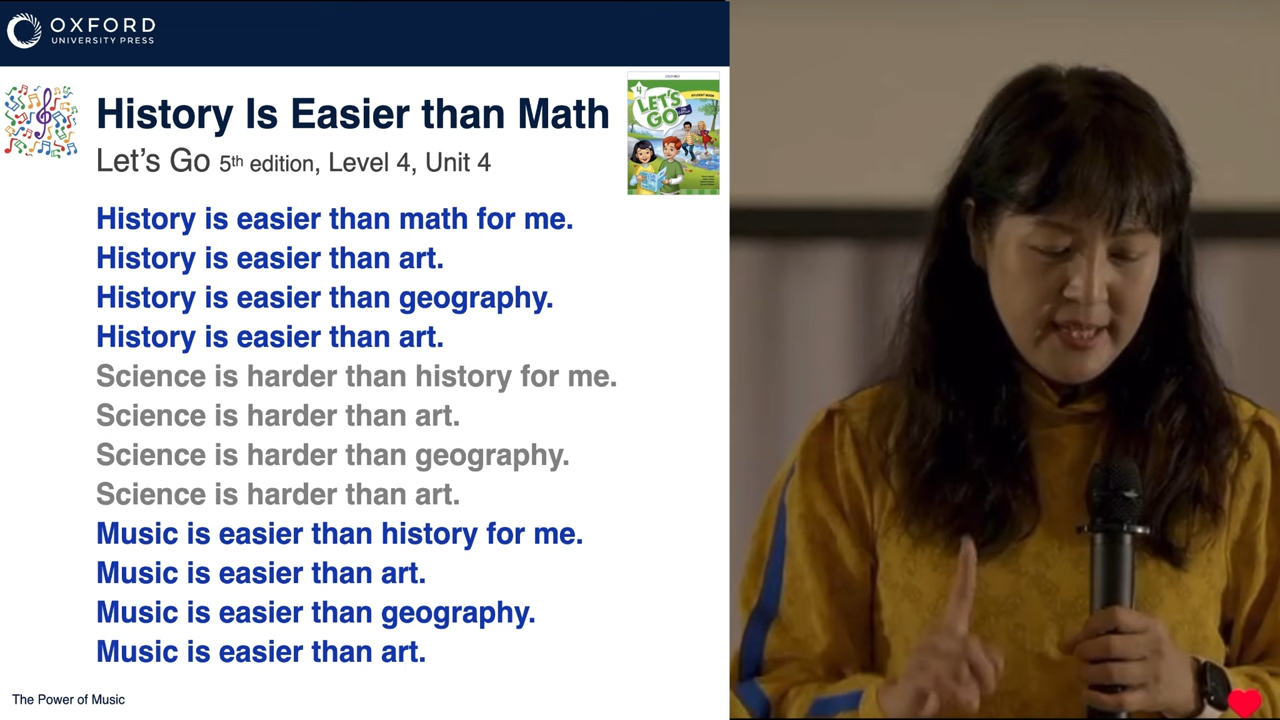 OXFORD
UNIVERSITY PRESS
History Is Easier than Math
Let's Go 5th edition, Level 4, Unit 4
4
LET'S
GO
STUDENT BOOK
History is easier than math for me.
History is easier than art.
History is easier than geography.
History is easier than art.
Science is harder than history for me.
Science is harder than art.
Science is harder than geography.
Science is harder than art.
Music is easier than history for me.
Music is easier than art.
Music is easier than geography.
Music is easier than art.
The Power of Music